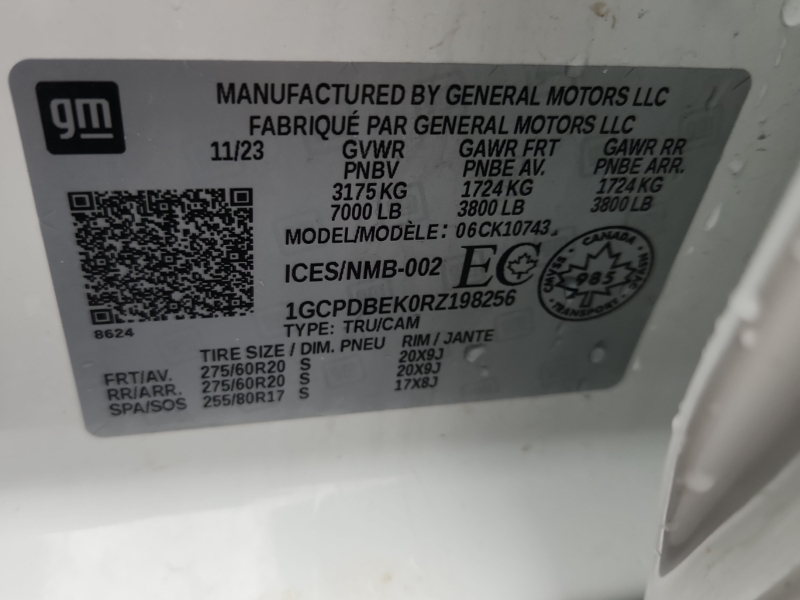 gm
MANUFACTURED BY GENERAL MOTORS LLC
FABRIQUÉ PAR GENERAL MOTORS LLC
11/23 GVWR GAWR FRT GAWR RR
PNBV PNBE AV. PNBE ARR.
3175 KG 1724 KG 1724 KG
7000 LB 3800 LB 3800 LB
MODEL/MODÈLE: 06CK10743
ICES/NMB-002 EC
CANADA
985
TRANSPORT
1GCPDBEK0RZ198256
8624
TYPE: TRU/CAM
TIRE SIZE / DIM. PNEU RIM / JANTE
FRT/AV. 275/60R20 S 20X9J
RR/ARR. 275/60R20 S 20X9J
SPA/SOS 255/80R17 S 17X8J